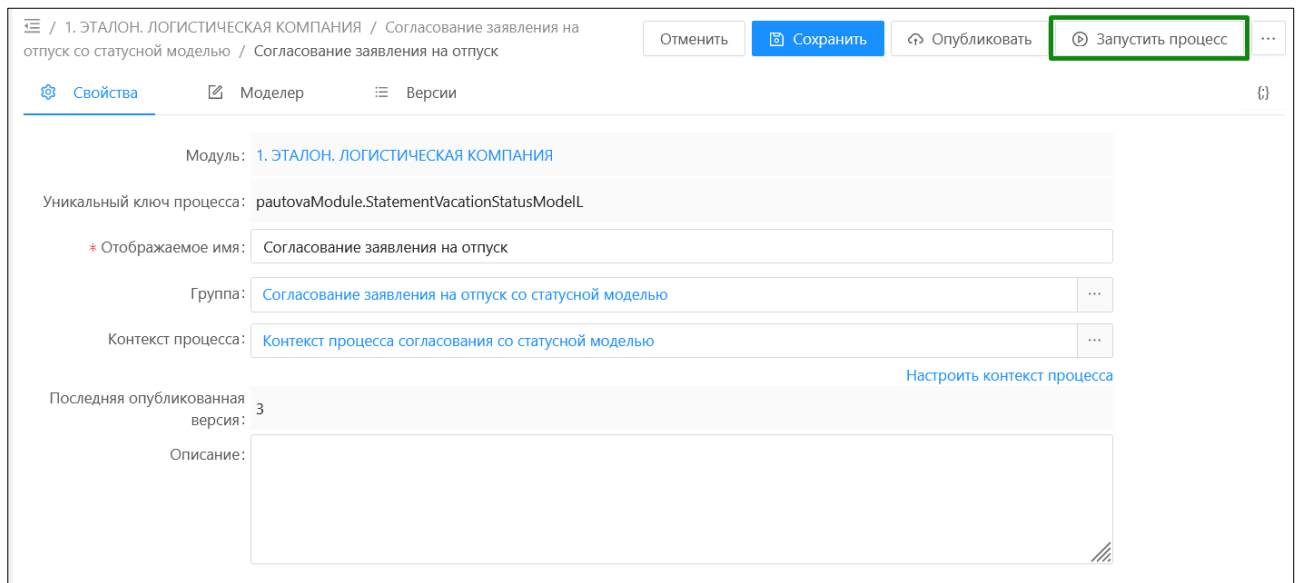 / 1. ЭТАЛОН. ЛОГИСТИЧЕСКАЯ КОМПАНИЯ / Согласование заявления на
отпуск со статусной моделью / Согласование заявления на отпуск
Отменить Сохранить Опубликовать Запустить процесс ...
Свойства Моделер Версии {;}
Модуль: 1. ЭТАЛОН. ЛОГИСТИЧЕСКАЯ КОМПАНИЯ
Уникальный ключ процесса: pautovaModule.StatementVacationStatusModelL
* Отображаемое имя: Согласование заявления на отпуск
Группа: Согласование заявления на отпуск со статусной моделью ...
Контекст процесса: Контекст процесса согласования со статусной моделью ...
Настроить контекст процесса
Последняя опубликованная
версия: 3
Описание: